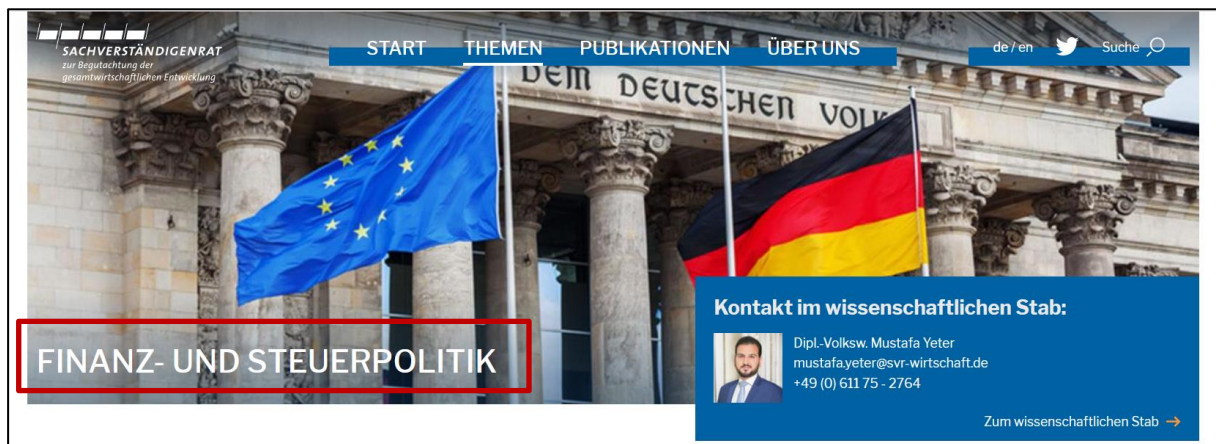 SACHVERSTÄNDIGENRAT
zur Begutachtung der
gesamtwirtschaftlichen Entwicklung
START THEMEN PUBLIKATIONEN ÜBER UNS
de / en Suche
DEM DEUTSCHEN VOLK
FINANZ- UND STEUERPOLITIK
Kontakt im wissenschaftlichen Stab:
Dipl.-Volksw. Mustafa Yeter
mustafa.yeter@svr-wirtschaft.de
+49 (0) 611 75 - 2764
Zum wissenschaftlichen Stab →